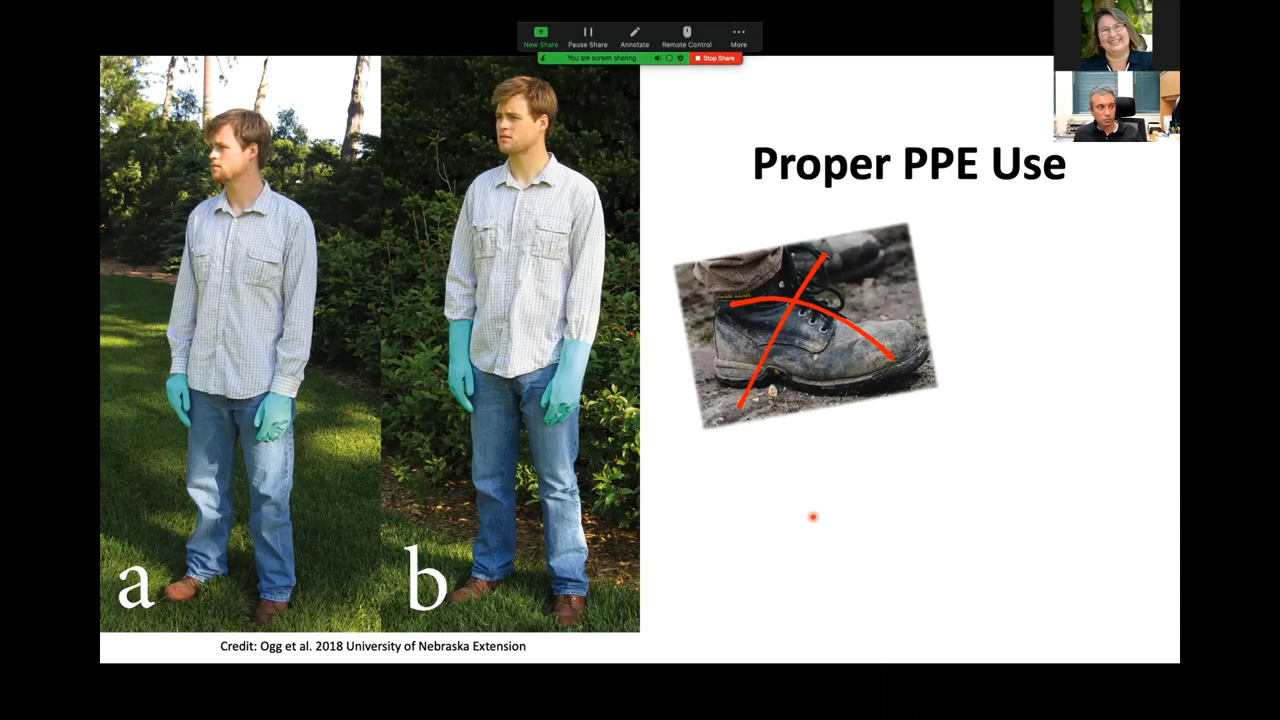 New Share
Pause Share
Annotate
Remote Control
More
You are screen sharing
Stop Share
Proper PPE Use
a
b
Credit: Ogg et al. 2018 University of Nebraska Extension